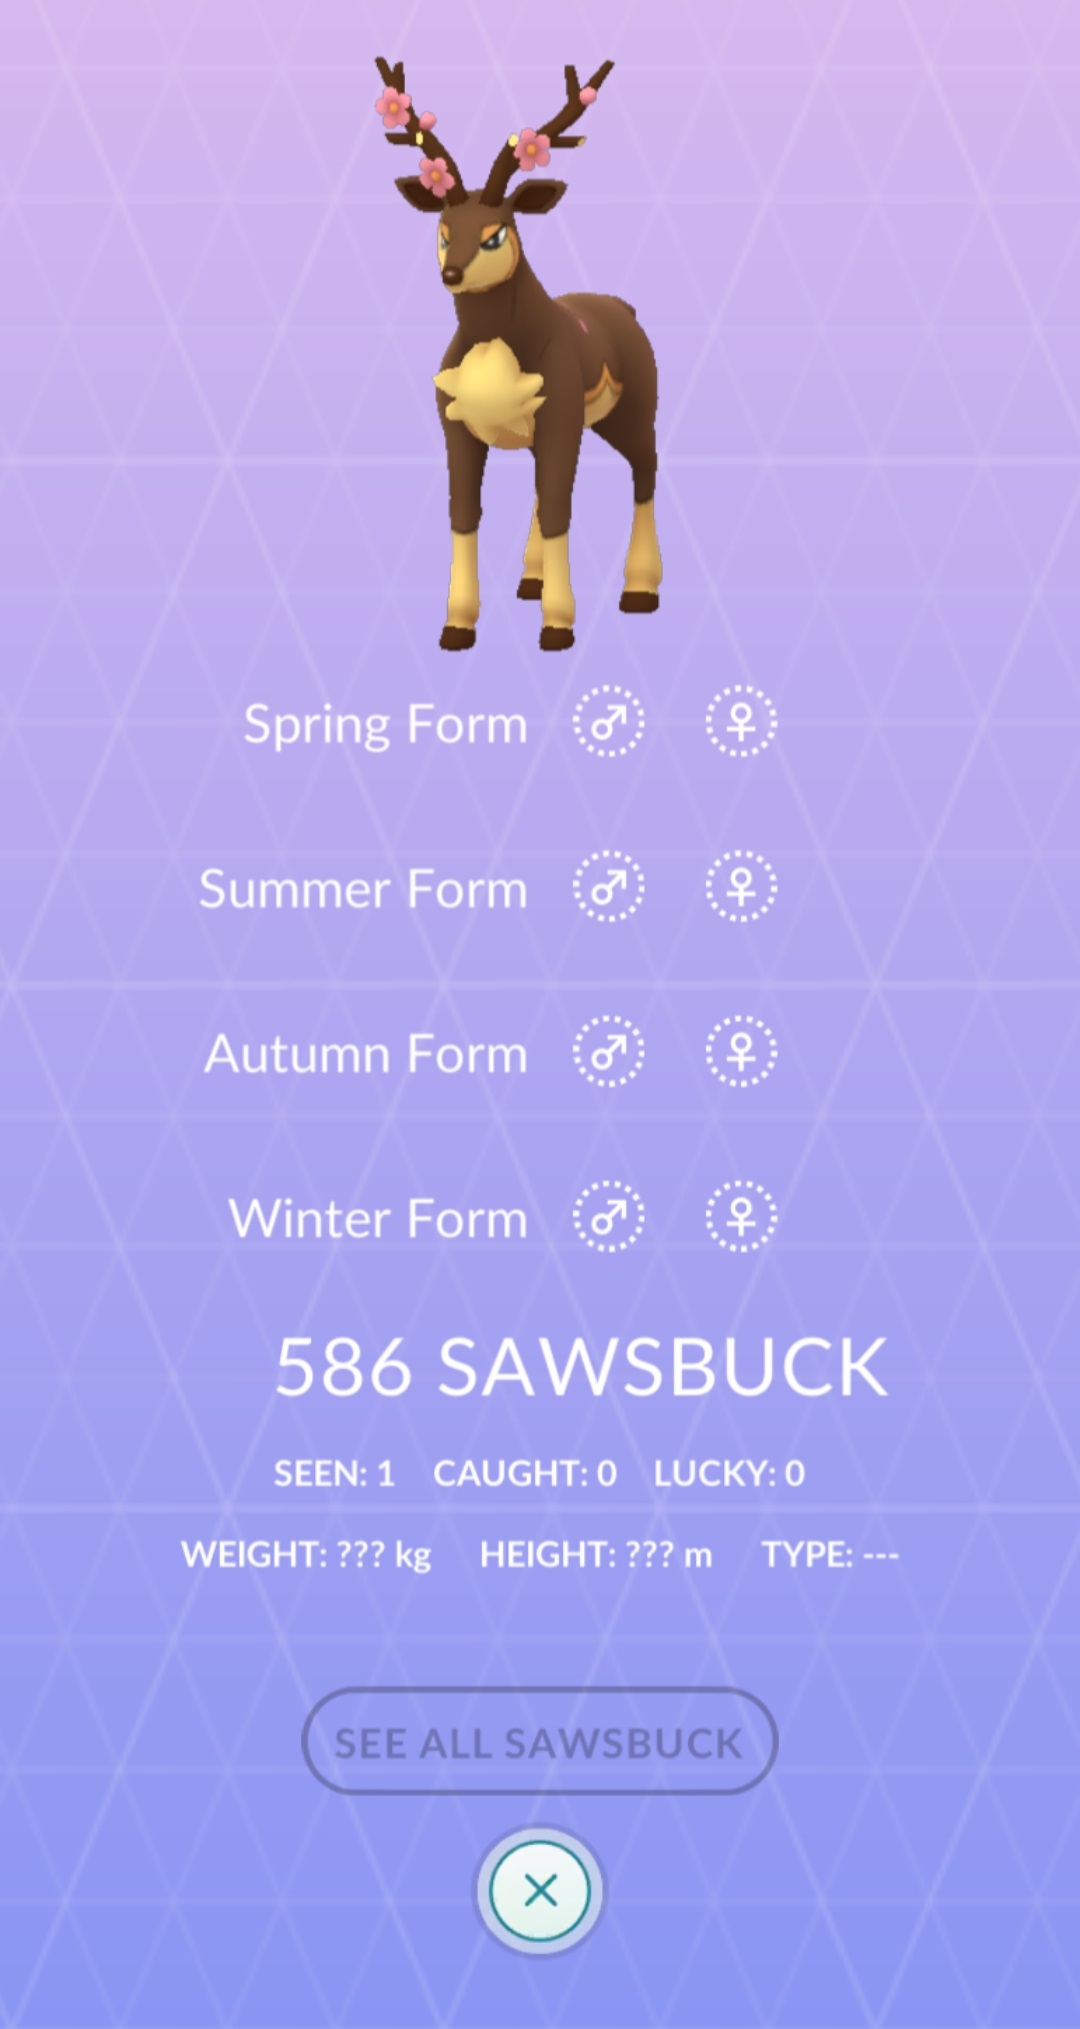 Spring Form ♂ ♀
Summer Form ♂ ♀
Autumn Form ♂ ♀
Winter Form ♂ ♀
586 SAWSBUCK
SEEN: 1 CAUGHT: 0 LUCKY: 0
WEIGHT: ??? kg HEIGHT: ??? m TYPE: ---
SEE ALL SAWSBUCK